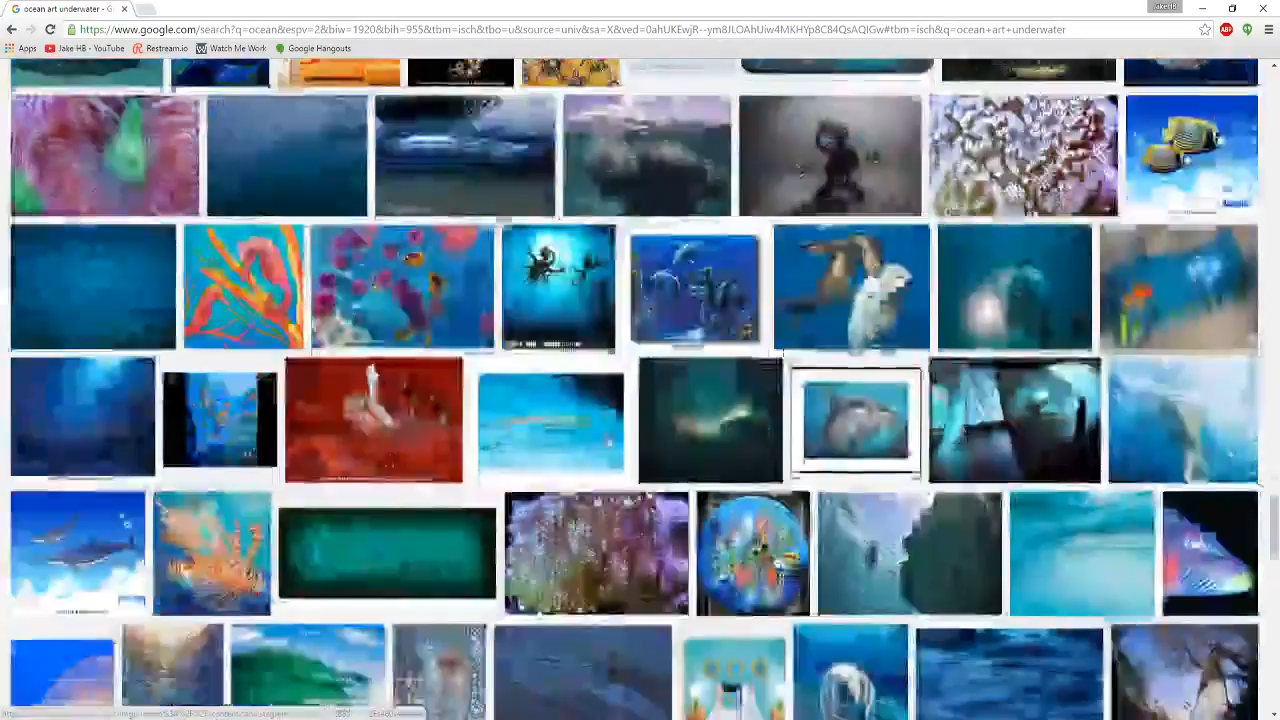 ocean art underwater - G
Jake HB
https://www.google.com/search?q=ocean&espv=2&biw=1920&bih=955&tbm=isch&tbo=u&source=univ&sa=X&ved=0ahUKEwjR--ym8JLOAhUiw4MKHYp8C84QsAQIGw#tbm=isch&q=ocean+art+underwater
Apps Jake HB - YouTube Restream.io Watch Me Work Google Hangouts